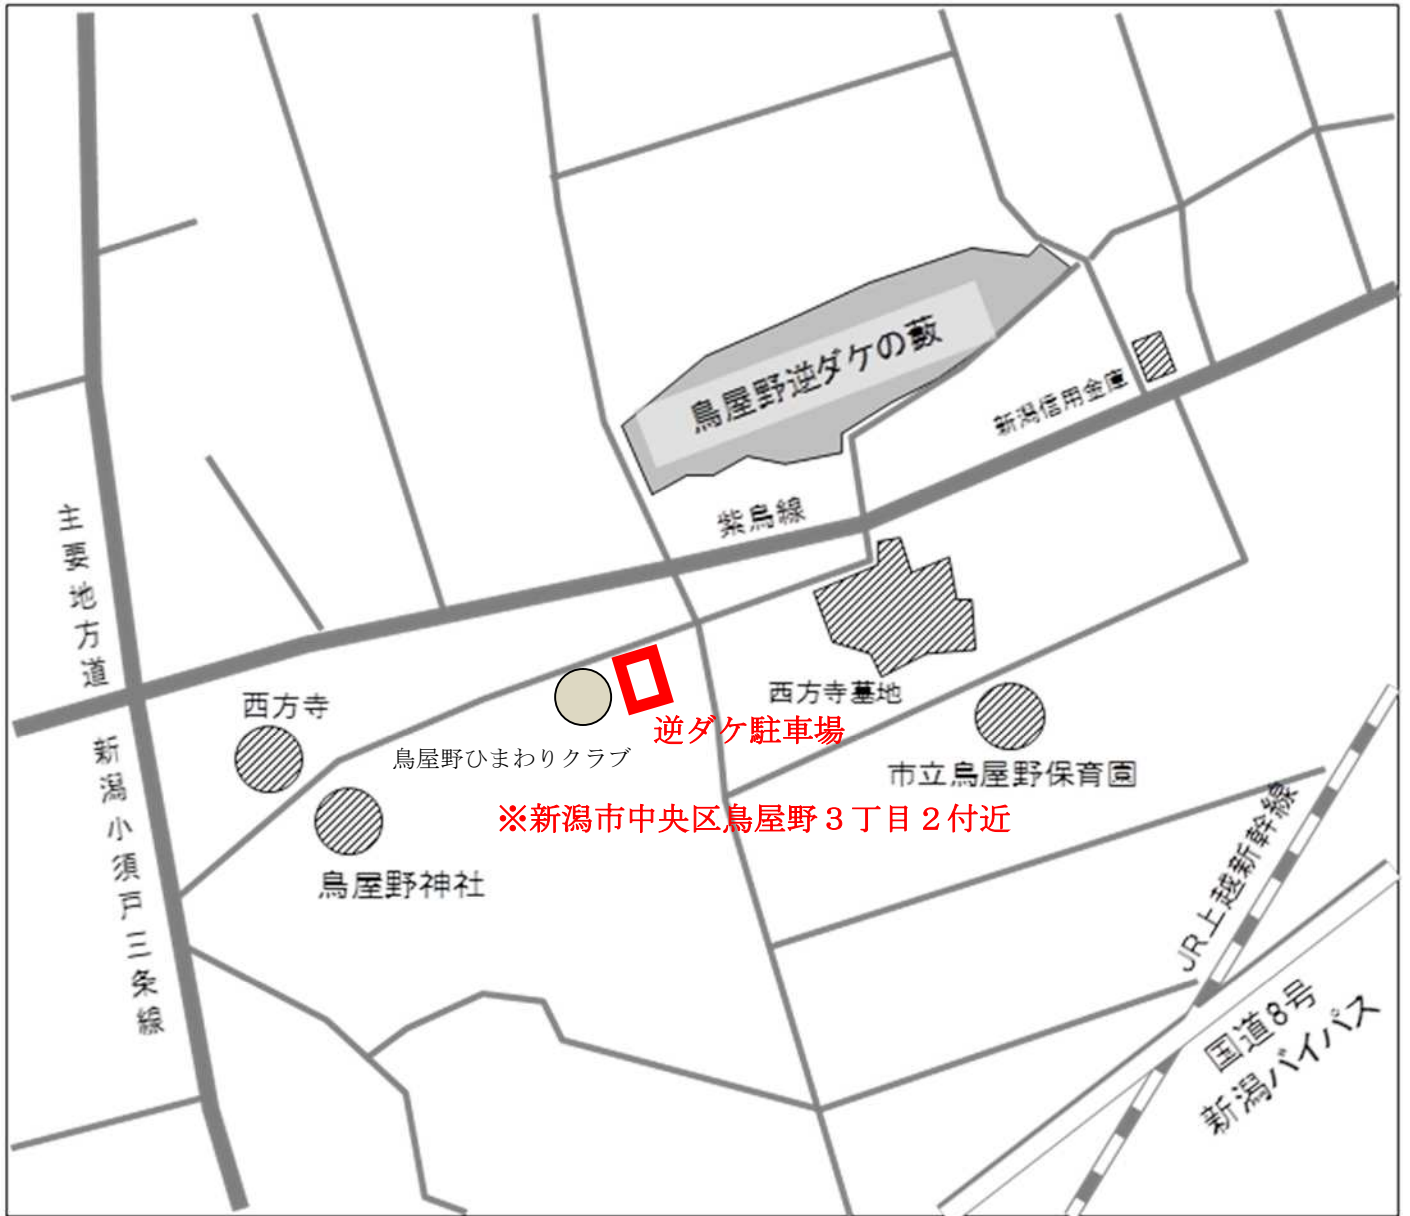 鳥屋野逆ダケの藪
新潟信用金庫
紫鳥線
主要地方道
新潟小須戸三条線
西方寺
西方寺墓地
逆ダケ駐車場
鳥屋野ひまわりクラブ
市立鳥屋野保育園
※新潟市中央区鳥屋野３丁目２付近
鳥屋野神社
JR上越新幹線
国道8号
新潟バイパス